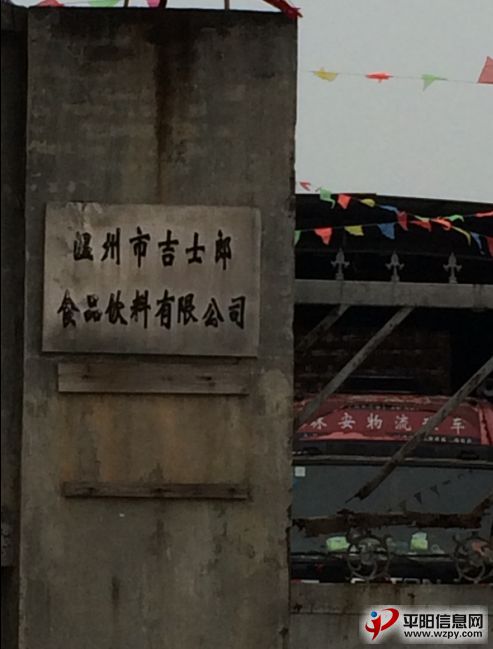 温州市吉士郎
食品饮料有限公司
安物流
车
平阳信息网
www.wzpy.com